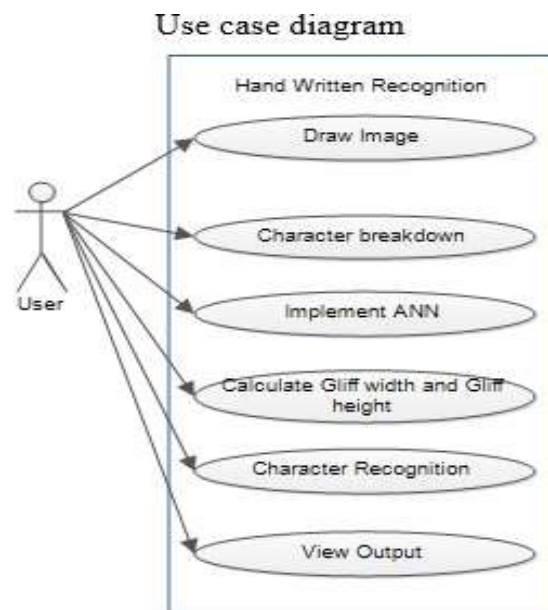 Use case diagram
Hand Written Recognition
Draw Image
Character breakdown
User
Implement ANN
Calculate Gliff width and Gliff
height
Character Recognition
View Output